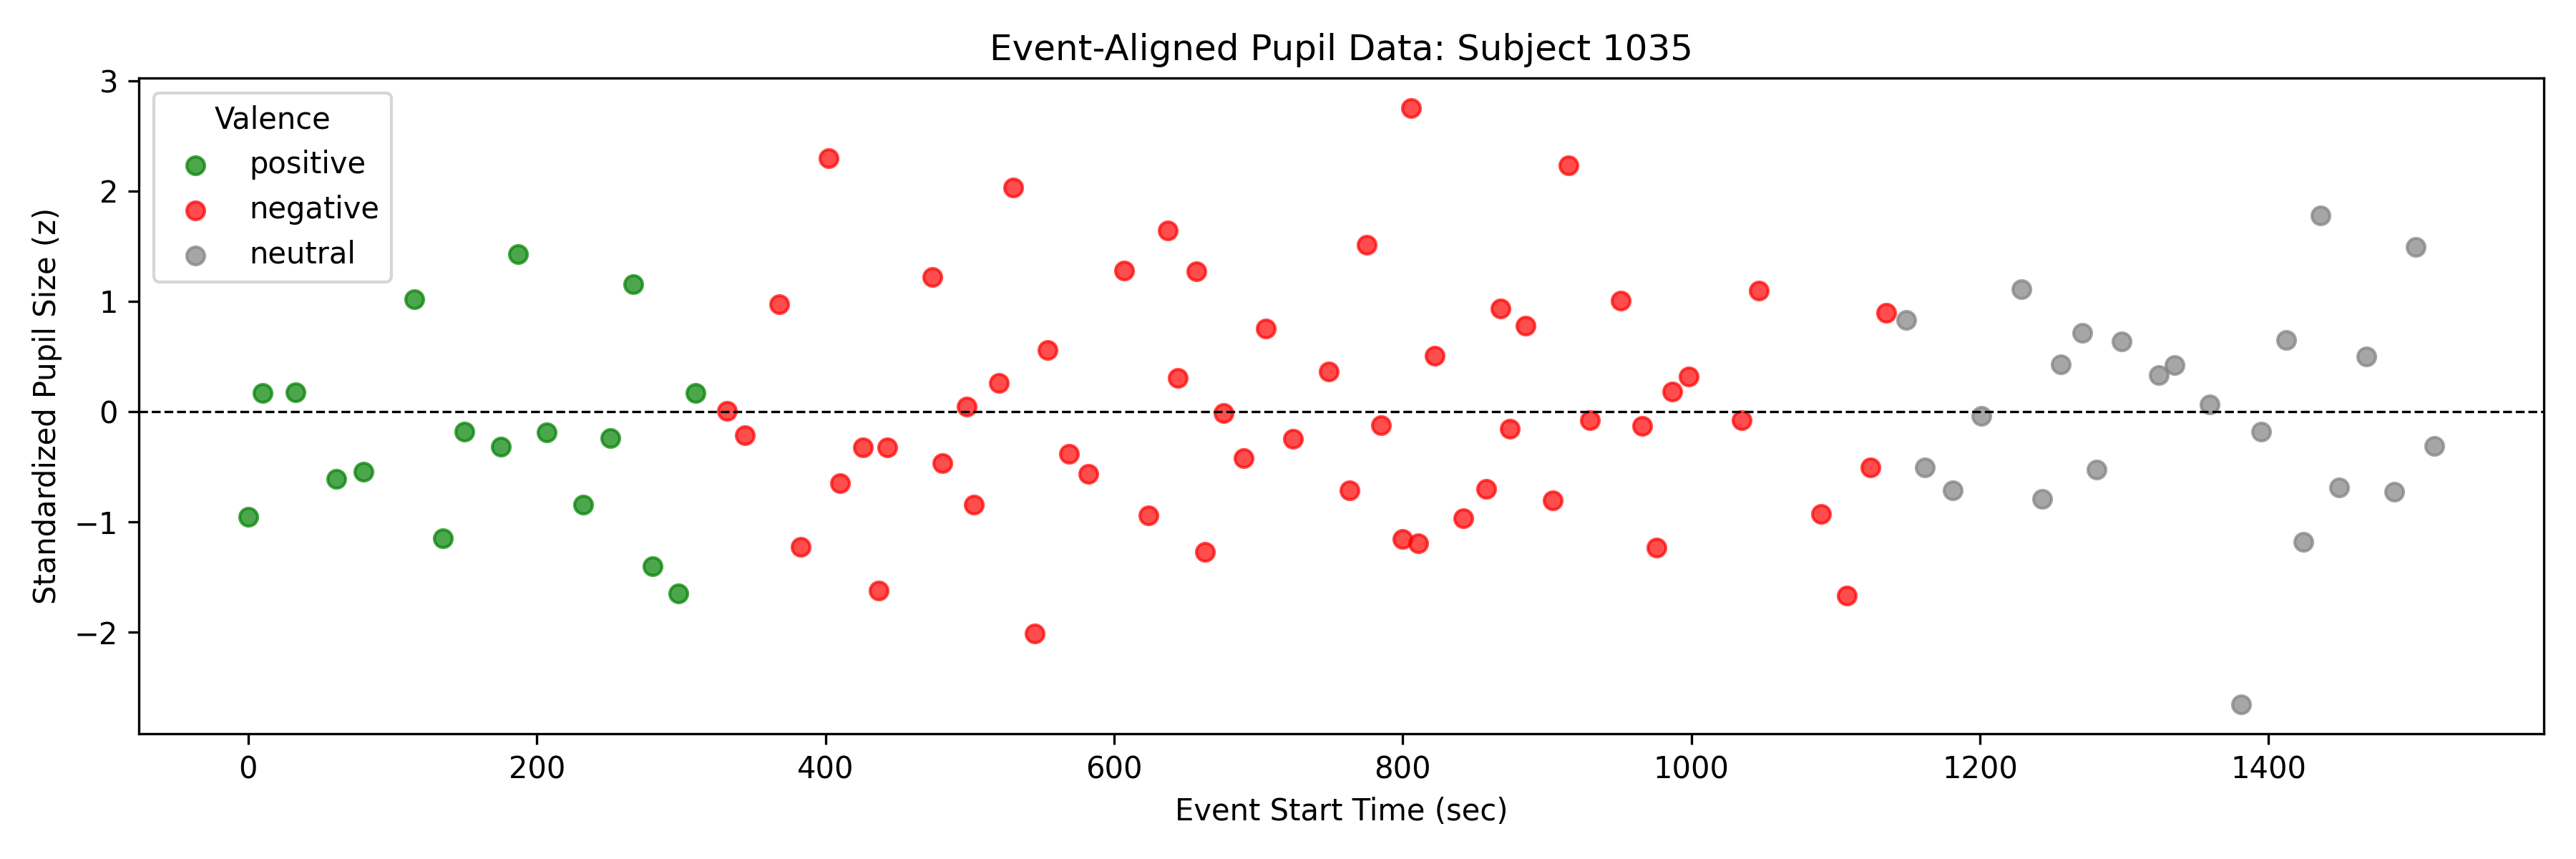 Event-Aligned Pupil Data: Subject 1035
Standardized Pupil Size (z)
3
2
1
0
−1
−2
Valence
positive
negative
neutral
0 200 400 600 800 1000 1200 1400
Event Start Time (sec)